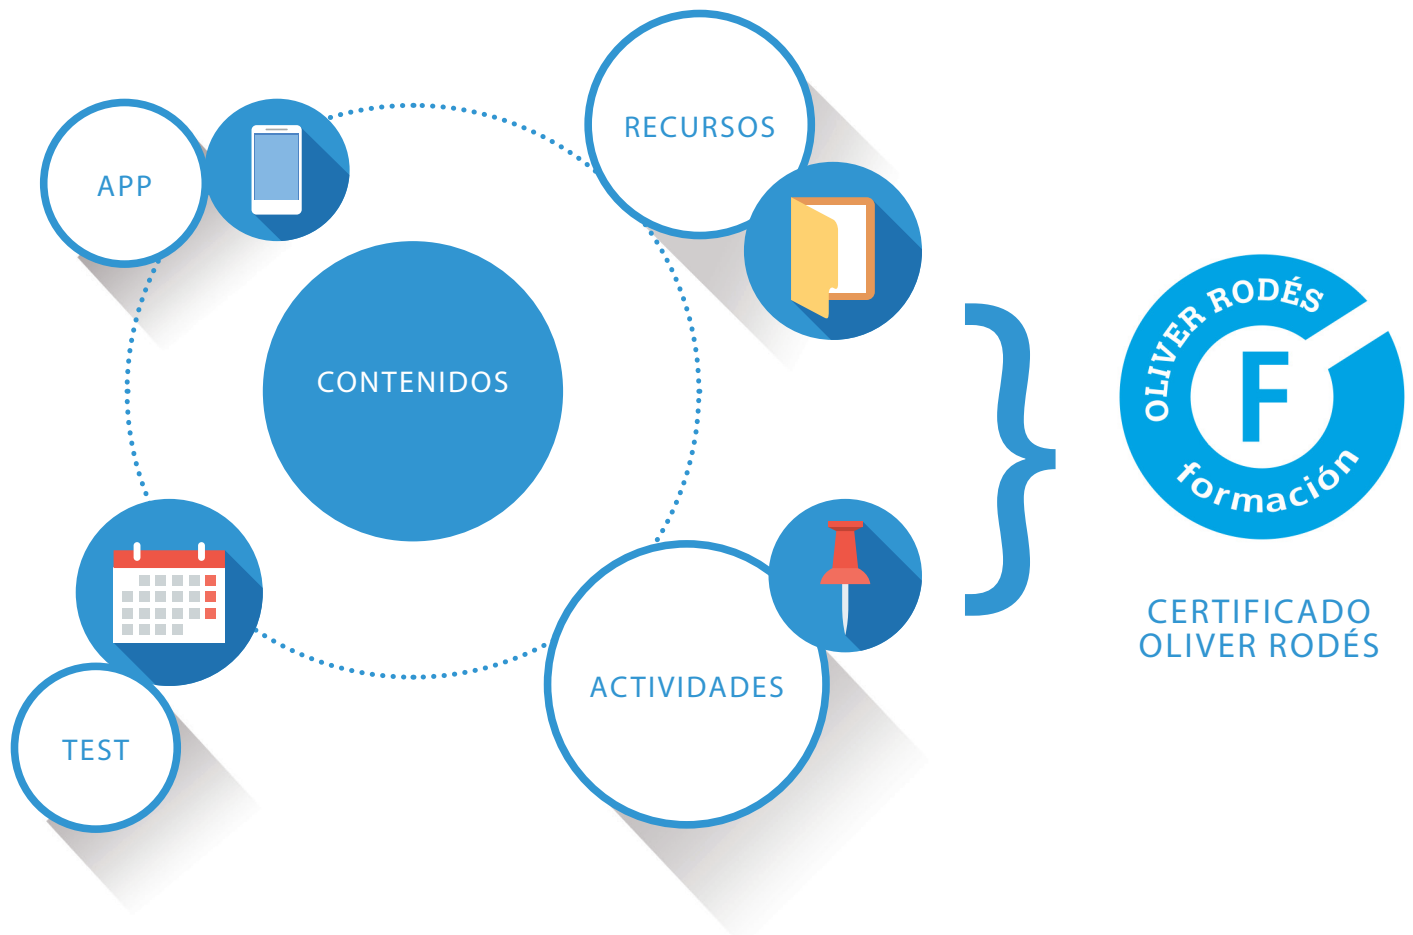 APP
RECURSOS
CONTENIDOS
TEST
ACTIVIDADES
OLIVER RODÉS
F
formación
CERTIFICADO
OLIVER RODÉS